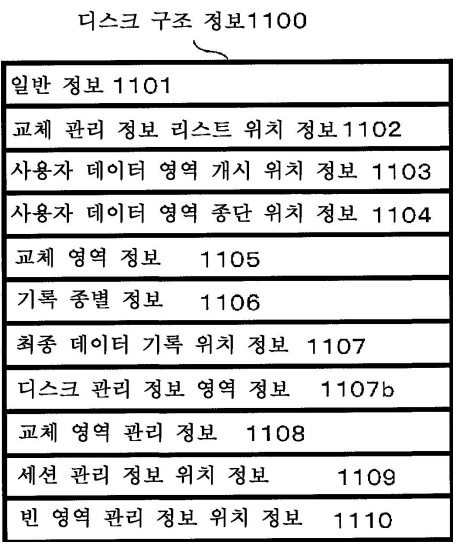 디스크 구조 정보1100
일반 정보 1101
교체 관리 정보 리스트 위치 정보1102
사용자 데이터 영역 개시 위치 정보 1103
사용자 데이터 영역 종단 위치 정보 1104
교체 영역 정보 1105
기록 종별 정보 1106
최종 데이터 기록 위치 정보 1107
디스크 관리 정보 영역 정보 1107b
교체 영역 관리 정보 1108
세션 관리 정보 위치 정보 1109
빈 영역 관리 정보 위치 정보 1110